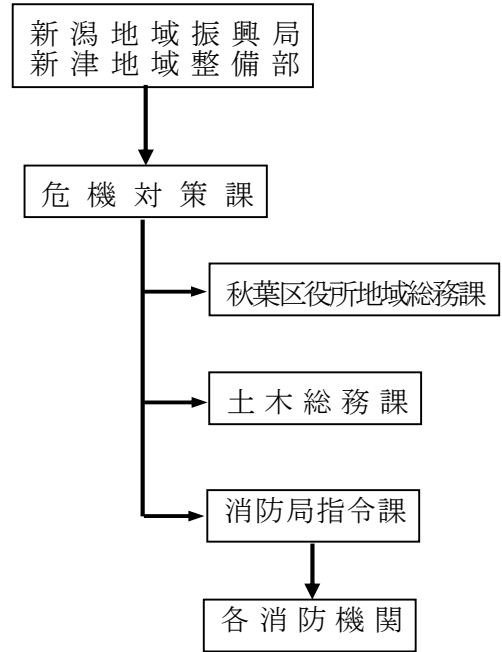 新潟地域振興局
新津地域整備部
危機対策課
秋葉区役所地域総務課
土木総務課
消防局指令課
各消防機関